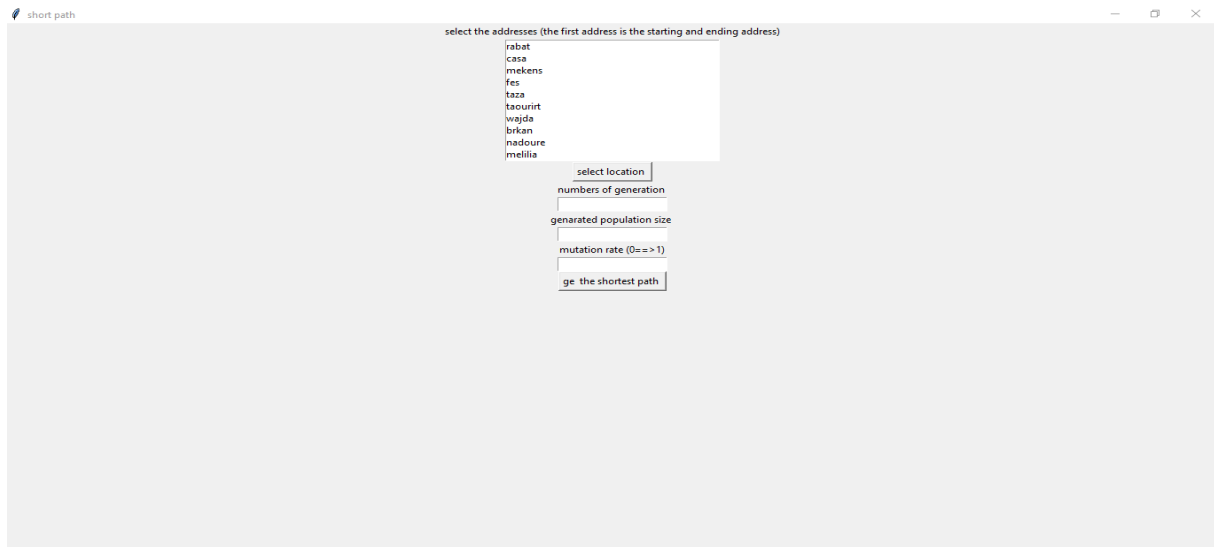 short path
select the addresses (the first address is the starting and ending address)
rabat
casa
mekens
fes
taza
taourirt
wajda
brkan
nadoure
melilia
select location
numbers of generation
genarated population size
mutation rate (0==>1)
ge  the shortest path